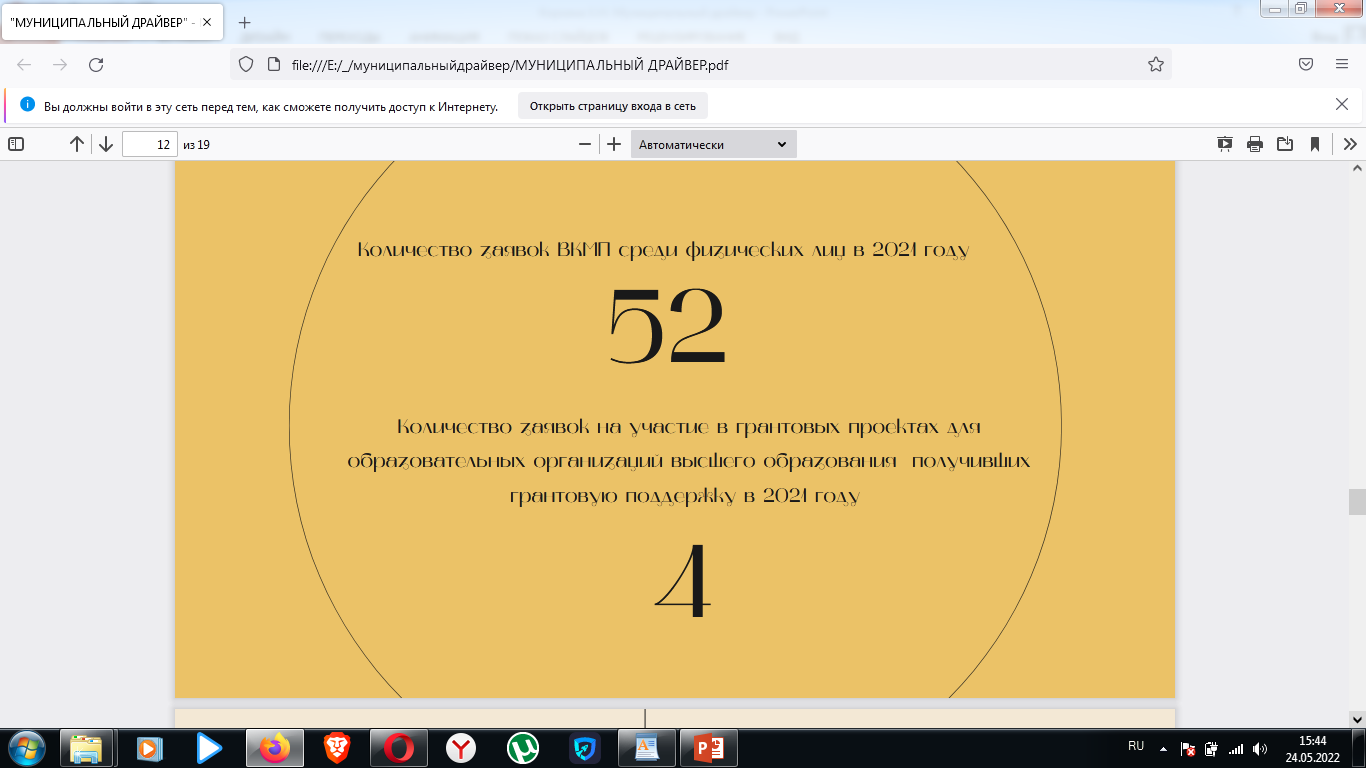 "МУНИЦИПАЛЬНЫЙ ДРАЙВЕР" -
file:///E:/_/муниципальныйдрайвер/МУНИЦИПАЛЬНЫЙ ДРАЙВЕР.pdf
Вы должны войти в эту сеть перед тем, как сможете получить доступ к Интернету.
Открыть страницу входа в сеть
12 из 19
Автоматически
Количество заявок ВКМП среди физических лиц в 2021 году
52
Количество заявок на участие в грантовых проектах для
образовательных организаций высшего образования получивших
грантовую поддержку в 2021 году
4
RU
15:44
24.05.2022